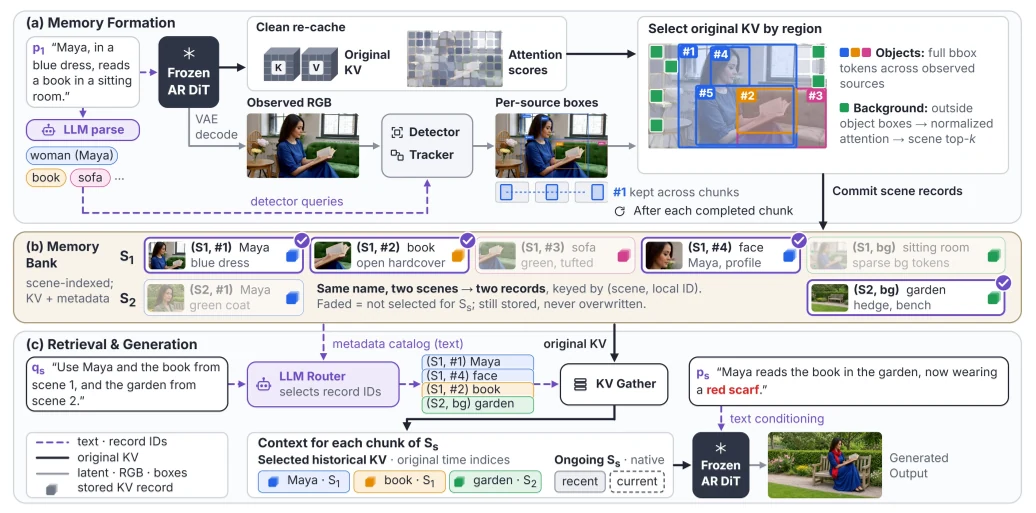 (a) Memory Formation
p1 “Maya, in a
blue dress, reads
a book in a sitting
room.”
LLM parse
woman (Maya)
book sofa ...
Frozen
AR DiT
VAE
decode
Clean re-cache
K V
Original
KV
Attention
scores
Observed RGB
Detector
Tracker
Per-source boxes
#1 kept across chunks
After each completed chunk
detector queries
Select original KV by region
#1 #4
#5 #2 #3
Objects: full bbox
tokens across observed
sources
Background: outside
object boxes → normalized
attention → scene top-k
Commit scene records
(b) Memory
Bank
scene-indexed;
KV + metadata
S1
(S1, #1) Maya
blue dress
(S1, #2) book
open hardcover
(S1, #3) sofa
green, tufted
(S1, #4) face
Maya, profile
(S1, bg) sitting room
sparse bg tokens
S2
(S2, #1) Maya
green coat
Same name, two scenes → two records, keyed by (scene, local ID).
Faded = not selected for Ss; still stored, never overwritten.
(S2, bg) garden
hedge, bench
(c) Retrieval & Generation
metadata catalog (text)
original KV
qs “Use Maya and the book from
scene 1, and the garden from
scene 2.”
LLM Router
selects record IDs
(S1, #1) Maya
(S1, #4) face
(S1, #2) book
(S2, bg) garden
KV Gather
ps “Maya reads the book in the garden, now wearing
a red scarf.”
text conditioning
text · record IDs
original KV
latent · RGB · boxes
stored KV record
Context for each chunk of Ss
Selected historical KV · original time indices
Maya · S1 book · S1 garden · S2
Ongoing Ss · native
recent current
Frozen
AR DiT
Generated
Output